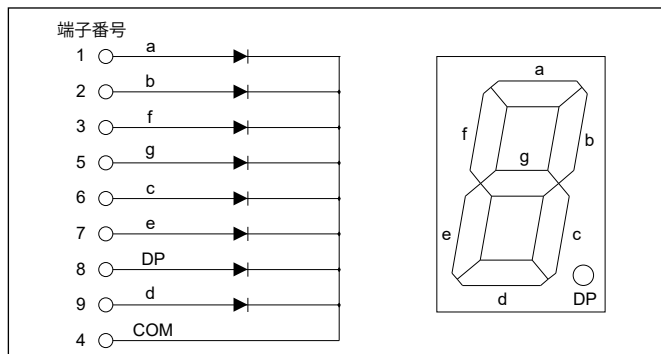 端子番号
1 a
2 b
3 f
5 g
6 c
7 e
8 DP
9 d
4 COM
a
f b
g
e c
d DP